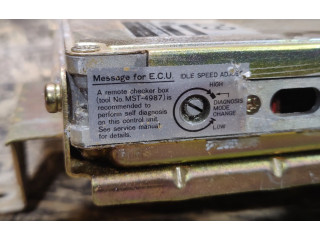 Message for E.C.U.
IDLE SPEED ADJUST
A remote checker box
(tool No. MST-4987) is
recommended to
perform self diagnosis
on this control unit.
See service manual
for details.
HIGH
DIAGNOSIS
MODE
CHANGE
LOW